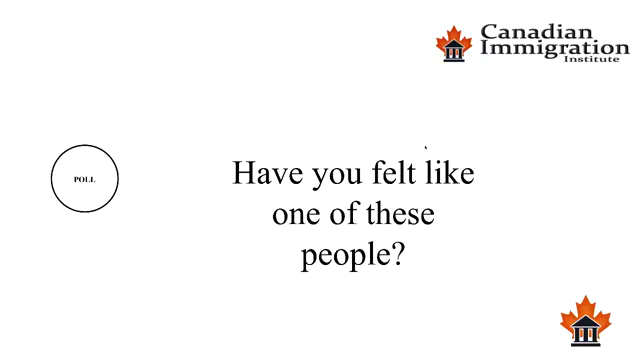 Canadian
Immigration
Institute
POLL
Have you felt like
one of these
people?